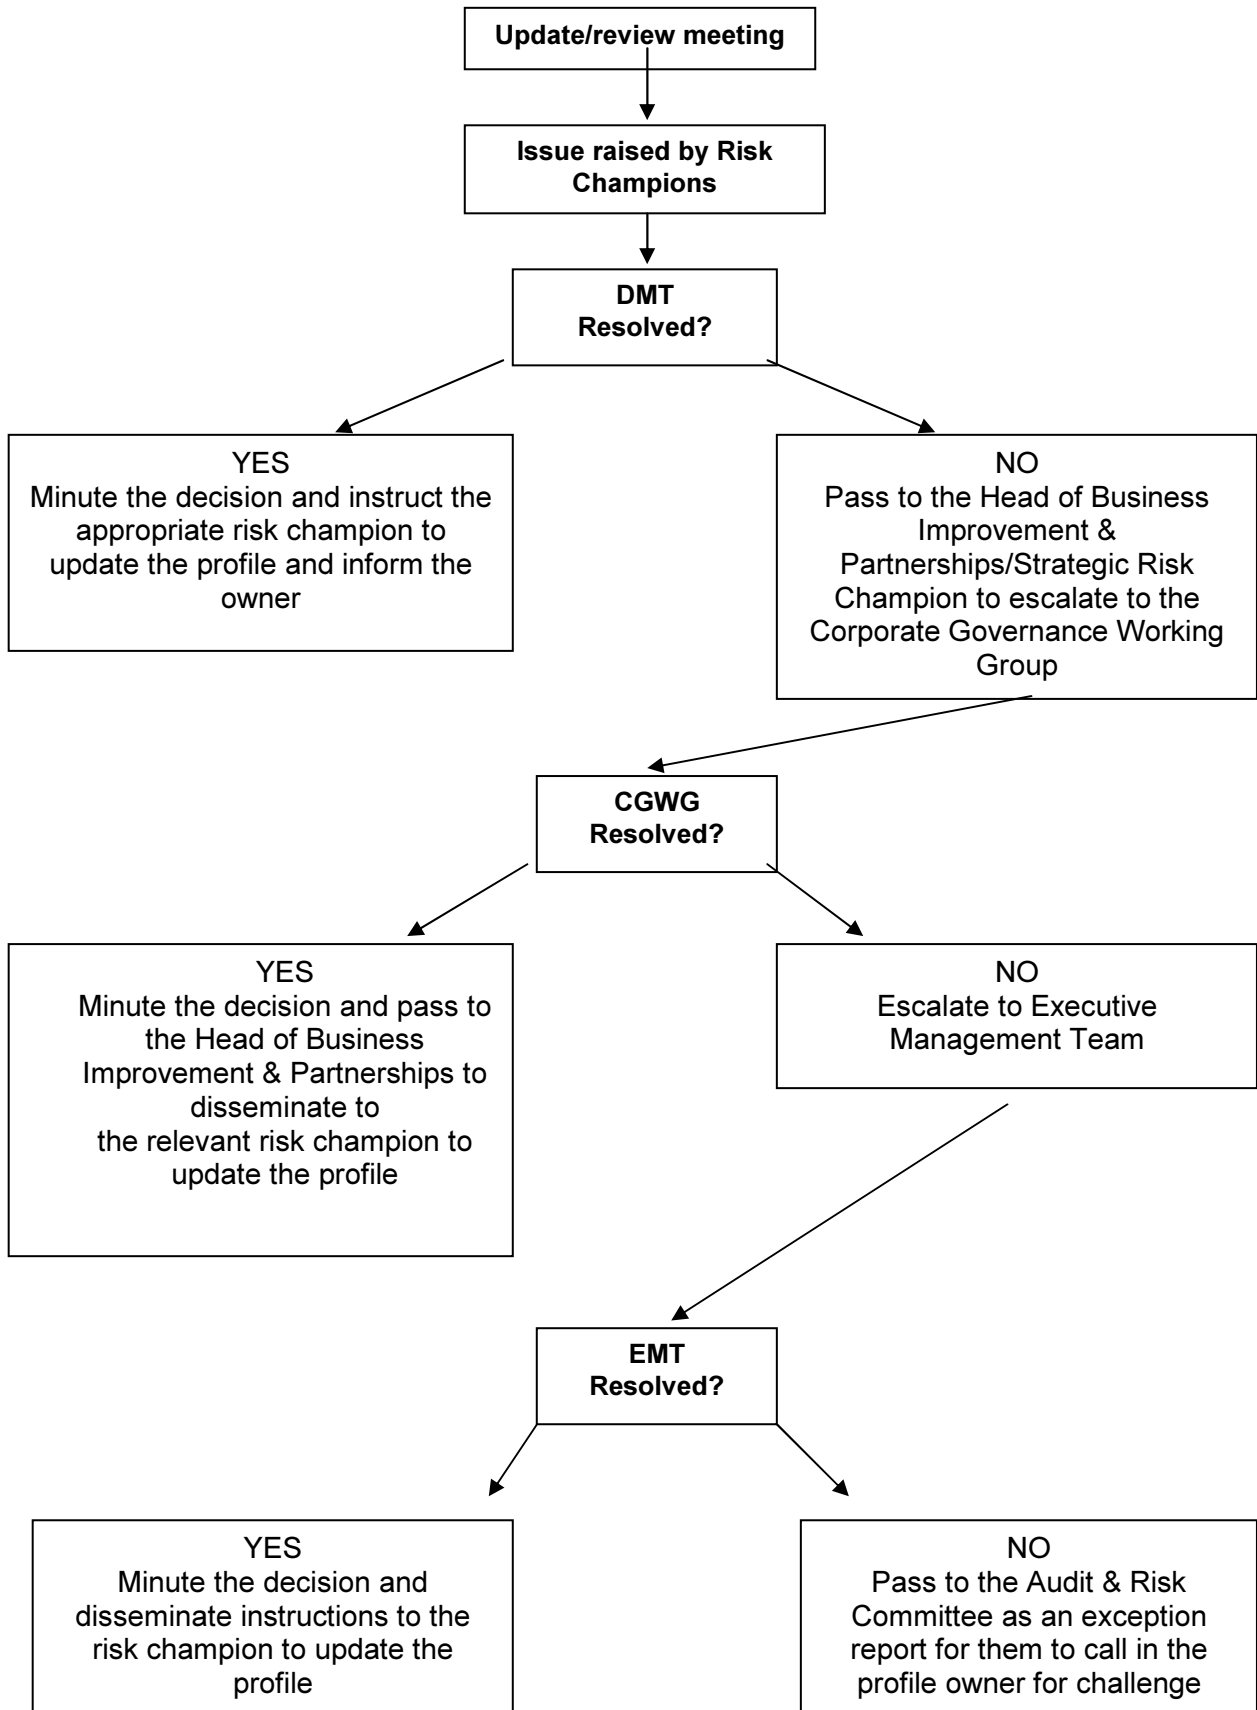 Update/review meeting
Issue raised by Risk
Champions
DMT
Resolved?
YES
Minute the decision and instruct the
appropriate risk champion to
update the profile and inform the
owner
NO
Pass to the Head of Business
Improvement &
Partnerships/Strategic Risk
Champion to escalate to the
Corporate Governance Working
Group
CGWG
Resolved?
YES
Minute the decision and pass to
the Head of Business
Improvement & Partnerships to
disseminate to
the relevant risk champion to
update the profile
NO
Escalate to Executive
Management Team
EMT
Resolved?
YES
Minute the decision and
disseminate instructions to the
risk champion to update the
profile
NO
Pass to the Audit & Risk
Committee as an exception
report for them to call in the
profile owner for challenge